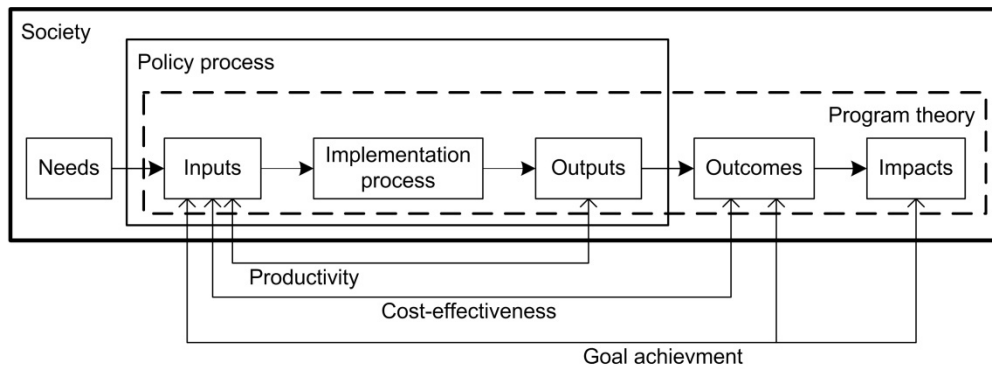 Society
Policy process
Program theory
Needs
Inputs
Implementation
process
Outputs
Outcomes
Impacts
Productivity
Cost-effectiveness
Goal achievment